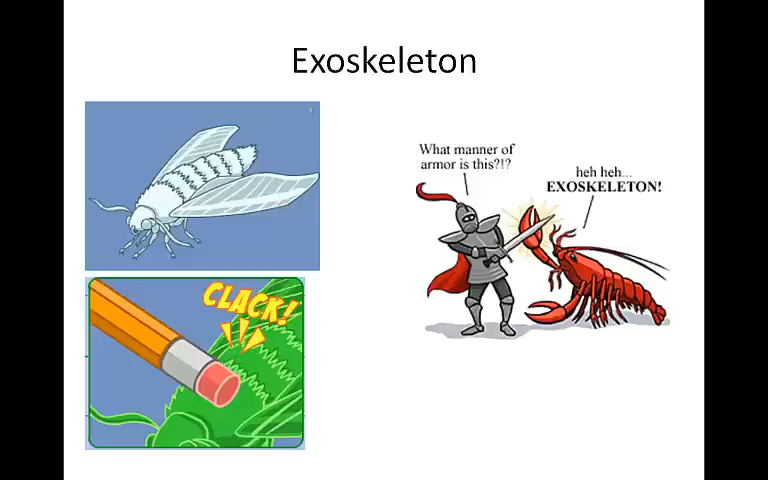 Exoskeleton
What manner of
armor is this?!?
heh heh...
EXOSKELETON!
CLACK!